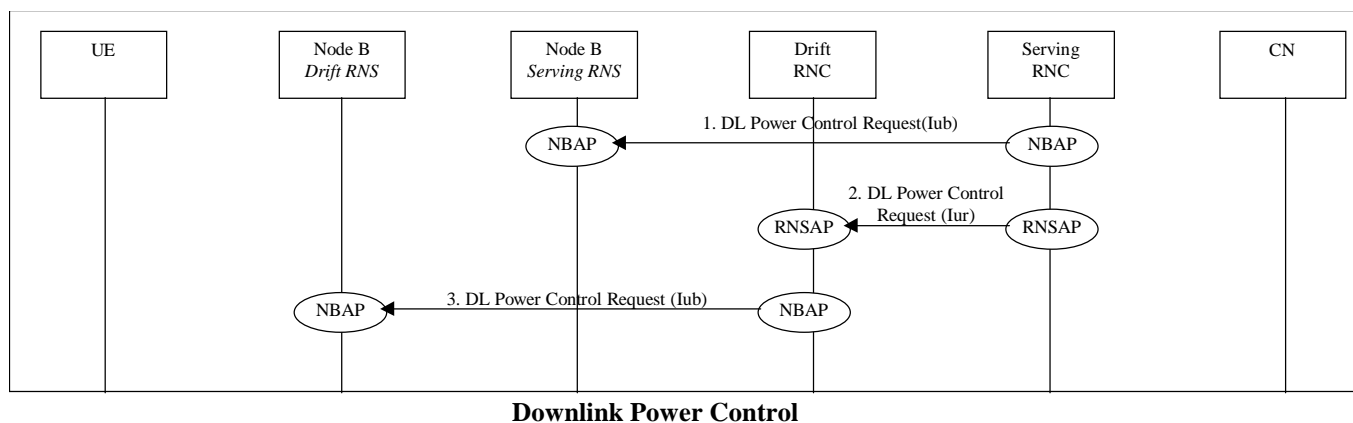 UE
Node B
Drift RNS
Node B
Serving RNS
Drift
RNC
Serving
RNC
CN
1. DL Power Control Request(Iub)
NBAP
NBAP
2. DL Power Control
Request (Iur)
RNSAP
RNSAP
3. DL Power Control Request (Iub)
NBAP
NBAP
Downlink Power Control